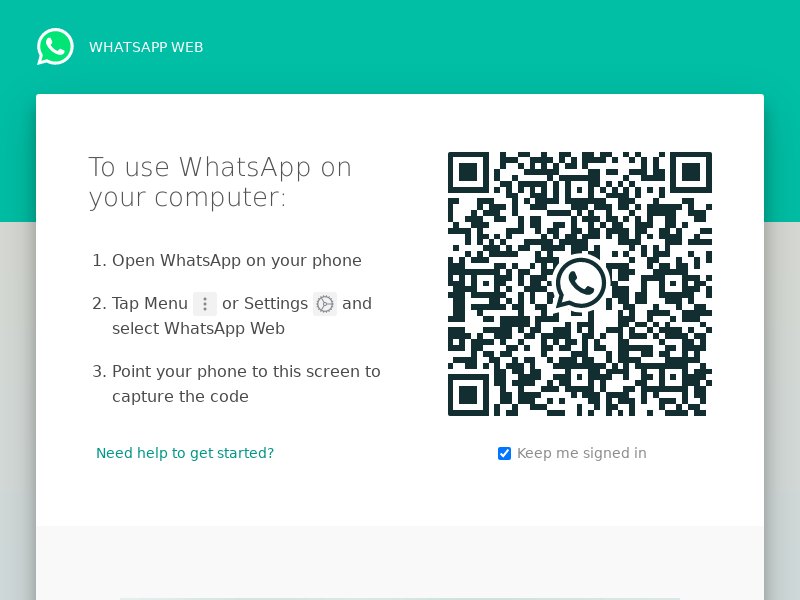 WHATSAPP WEB
To use WhatsApp on
your computer:
1. Open WhatsApp on your phone
2. Tap Menu or Settings and
select WhatsApp Web
3. Point your phone to this screen to
capture the code
Need help to get started?
Keep me signed in